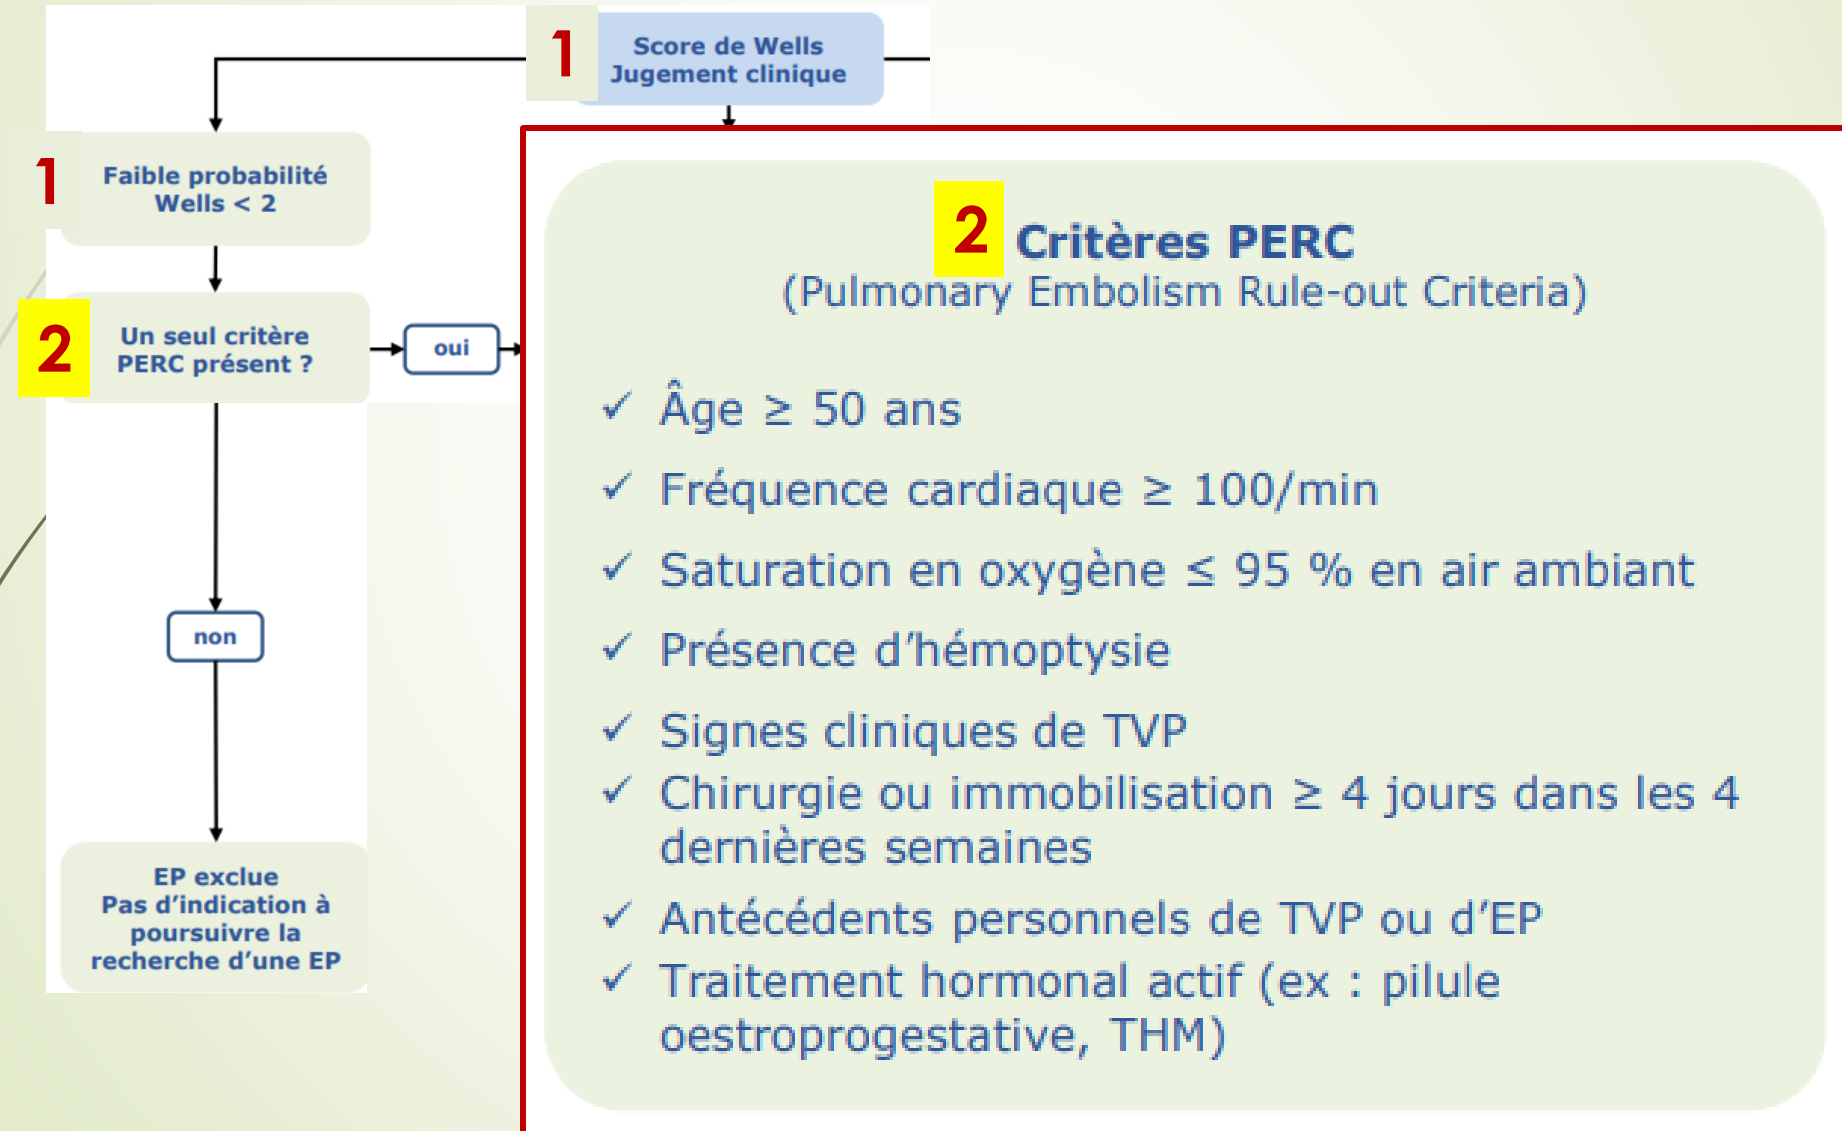 1
Score de Wells
Jugement clinique
1
Faible probabilité
Wells < 2
2
Un seul critère
PERC présent ?
oui
non
EP exclue
Pas d'indication à
poursuivre la
recherche d'une EP
2 Critères PERC
(Pulmonary Embolism Rule-out Criteria)
✓ Âge ≥ 50 ans
✓ Fréquence cardiaque ≥ 100/min
✓ Saturation en oxygène ≤ 95 % en air ambiant
✓ Présence d'hémoptysie
✓ Signes cliniques de TVP
✓ Chirurgie ou immobilisation ≥ 4 jours dans les 4
dernières semaines
✓ Antécédents personnels de TVP ou d'EP
✓ Traitement hormonal actif (ex : pilule
oestroprogestative, THM)